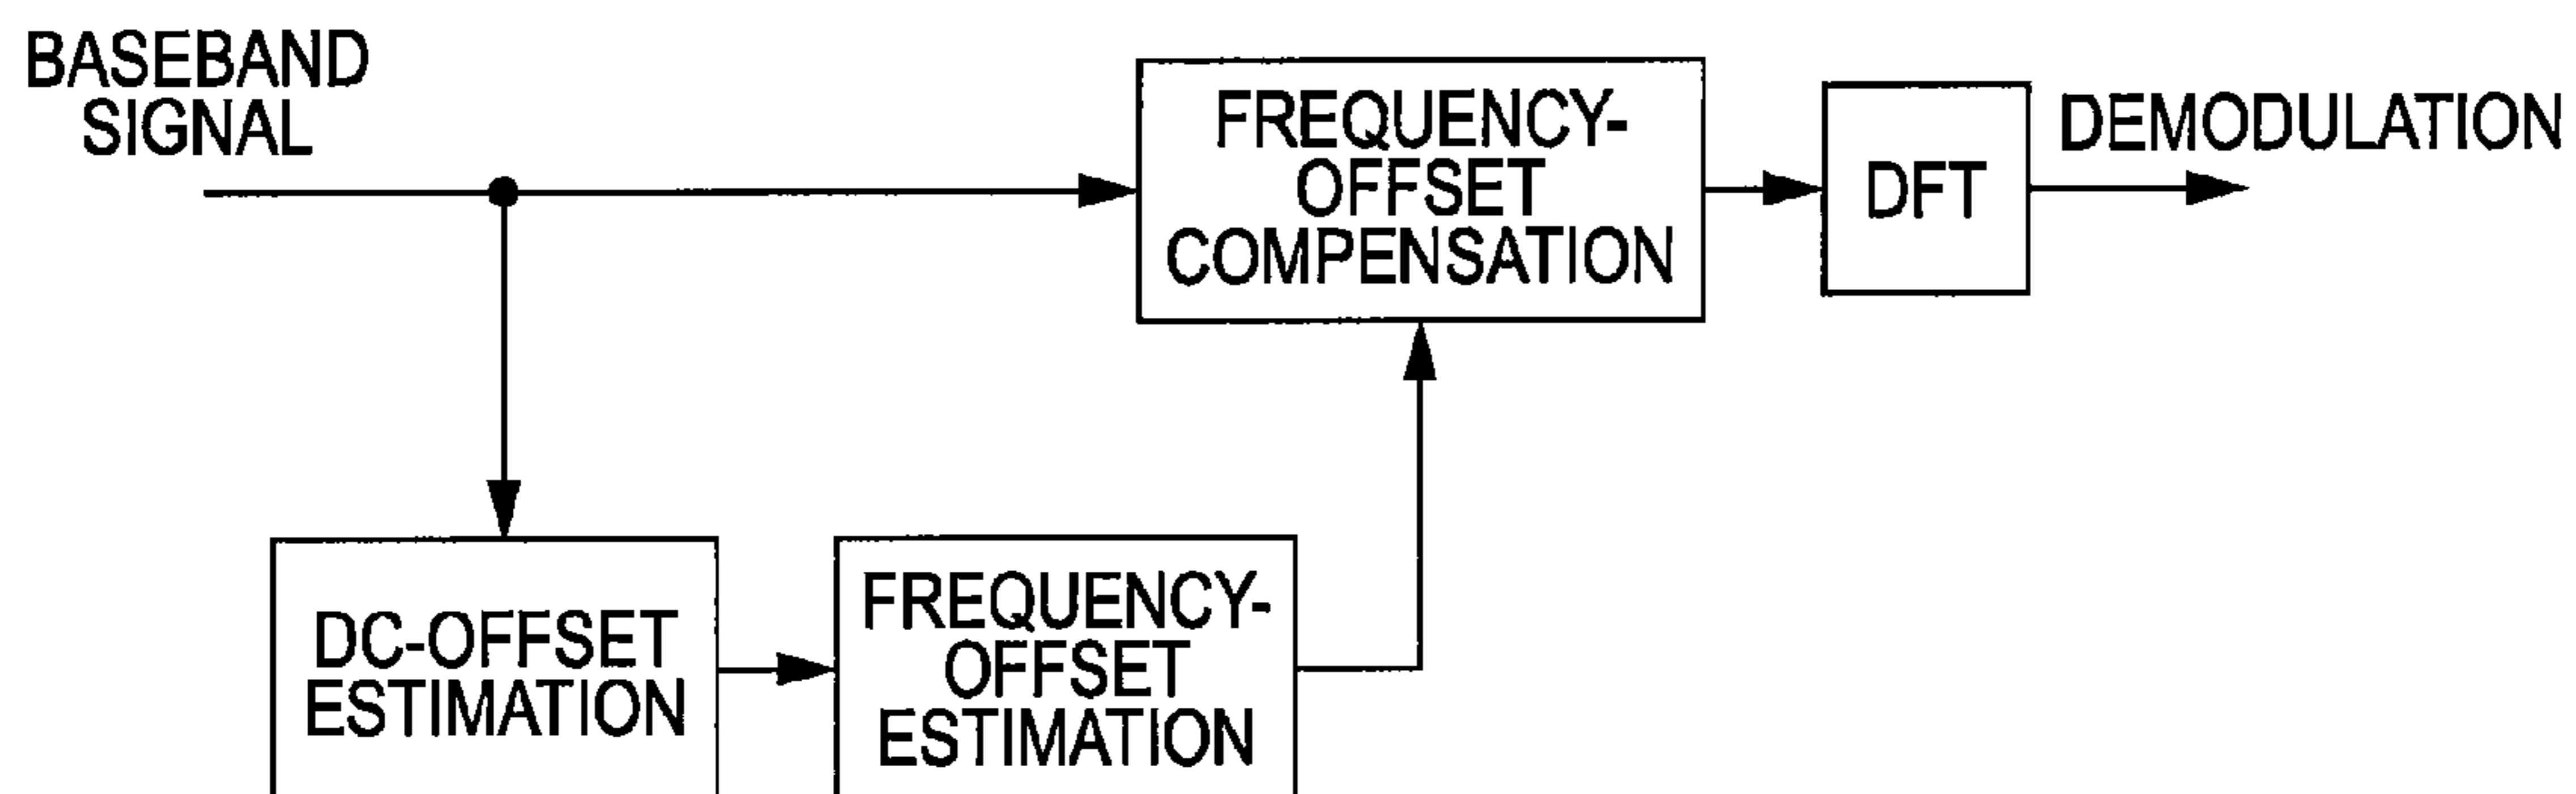 BASEBAND
SIGNAL
FREQUENCY-
OFFSET
COMPENSATION
DFT
DEMODULATION
DC-OFFSET
ESTIMATION
FREQUENCY-
OFFSET
ESTIMATION